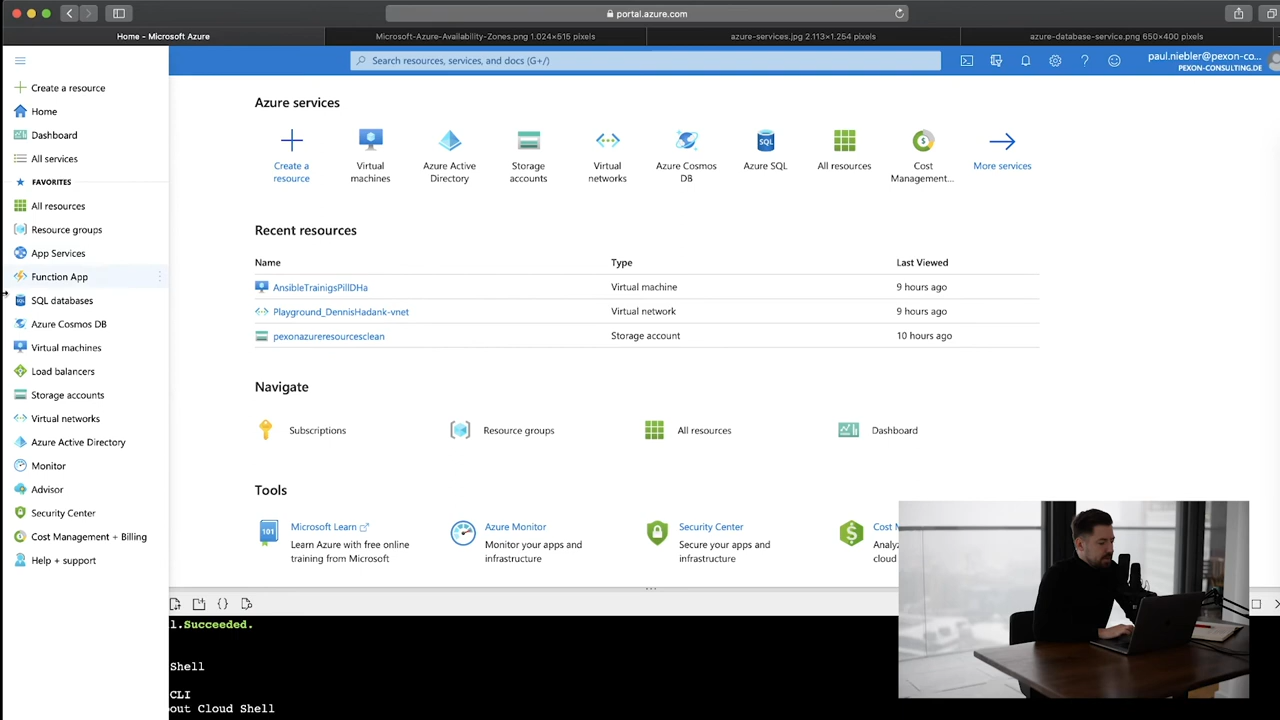 portal.azure.com
Home - Microsoft Azure
Microsoft-Azure-Availability-Zones.png 1.024×515 pixels
azure-services.jpg 2.113×1.254 pixels
azure-database-service.png 650×400 pixels
Search resources, services, and docs (G+/)
paul.niebler@pexon-co...
PEXON-CONSULTING.DE
Create a resource
Home
Dashboard
All services
FAVORITES
All resources
Resource groups
App Services
Function App
SQL databases
Azure Cosmos DB
Virtual machines
Load balancers
Storage accounts
Virtual networks
Azure Active Directory
Monitor
Advisor
Security Center
Cost Management + Billing
Help + support
Azure services
Create a resource
Virtual machines
Azure Active Directory
Storage accounts
Virtual networks
Azure Cosmos DB
SQL
Azure SQL
All resources
Cost Management...
More services
Recent resources
Name Type Last Viewed
AnsibleTrainigsPillDHa Virtual machine 9 hours ago
Playground_DennisHadank-vnet Virtual network 9 hours ago
pexonazureresourcesclean Storage account 10 hours ago
Navigate
Subscriptions
Resource groups
All resources
Dashboard
Tools
101
Microsoft Learn
Learn Azure with free online
training from Microsoft
Azure Monitor
Monitor your apps and
infrastructure
Security Center
Secure your apps and
infrastructure
Cost M
Analy
cloud
l.Succeeded.
Shell
CLI
out Cloud Shell